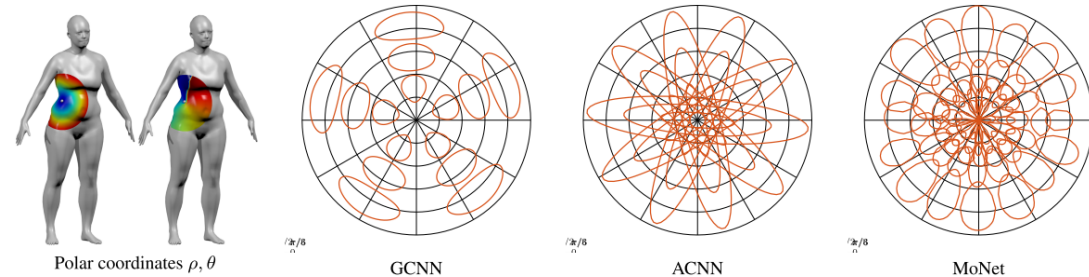 Polar coordinates ρ, θ
GCNN
ACNN
MoNet